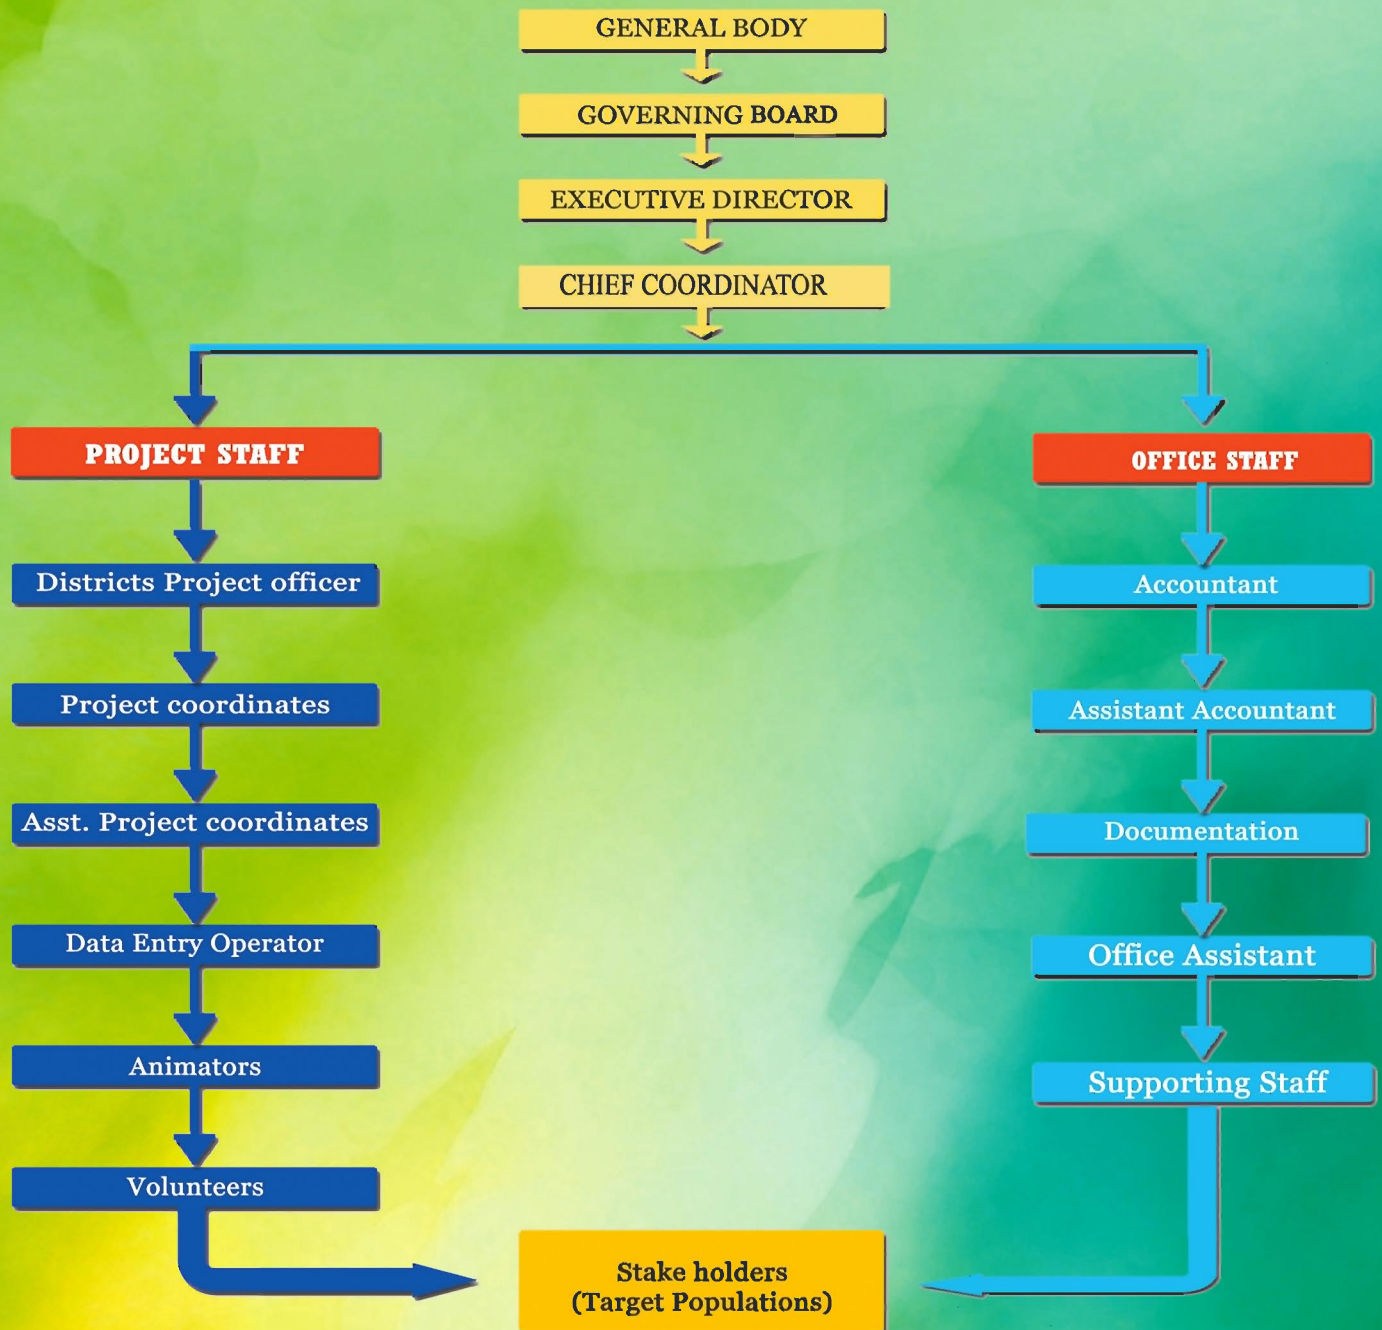 GENERAL BODY
GOVERNING BOARD
EXECUTIVE DIRECTOR
CHIEF COORDINATOR
PROJECT STAFF
Districts Project officer
Project coordinates
Asst. Project coordinates
Data Entry Operator
Animators
Volunteers
OFFICE STAFF
Accountant
Assistant Accountant
Documentation
Office Assistant
Supporting Staff
Stake holders
(Target Populations)